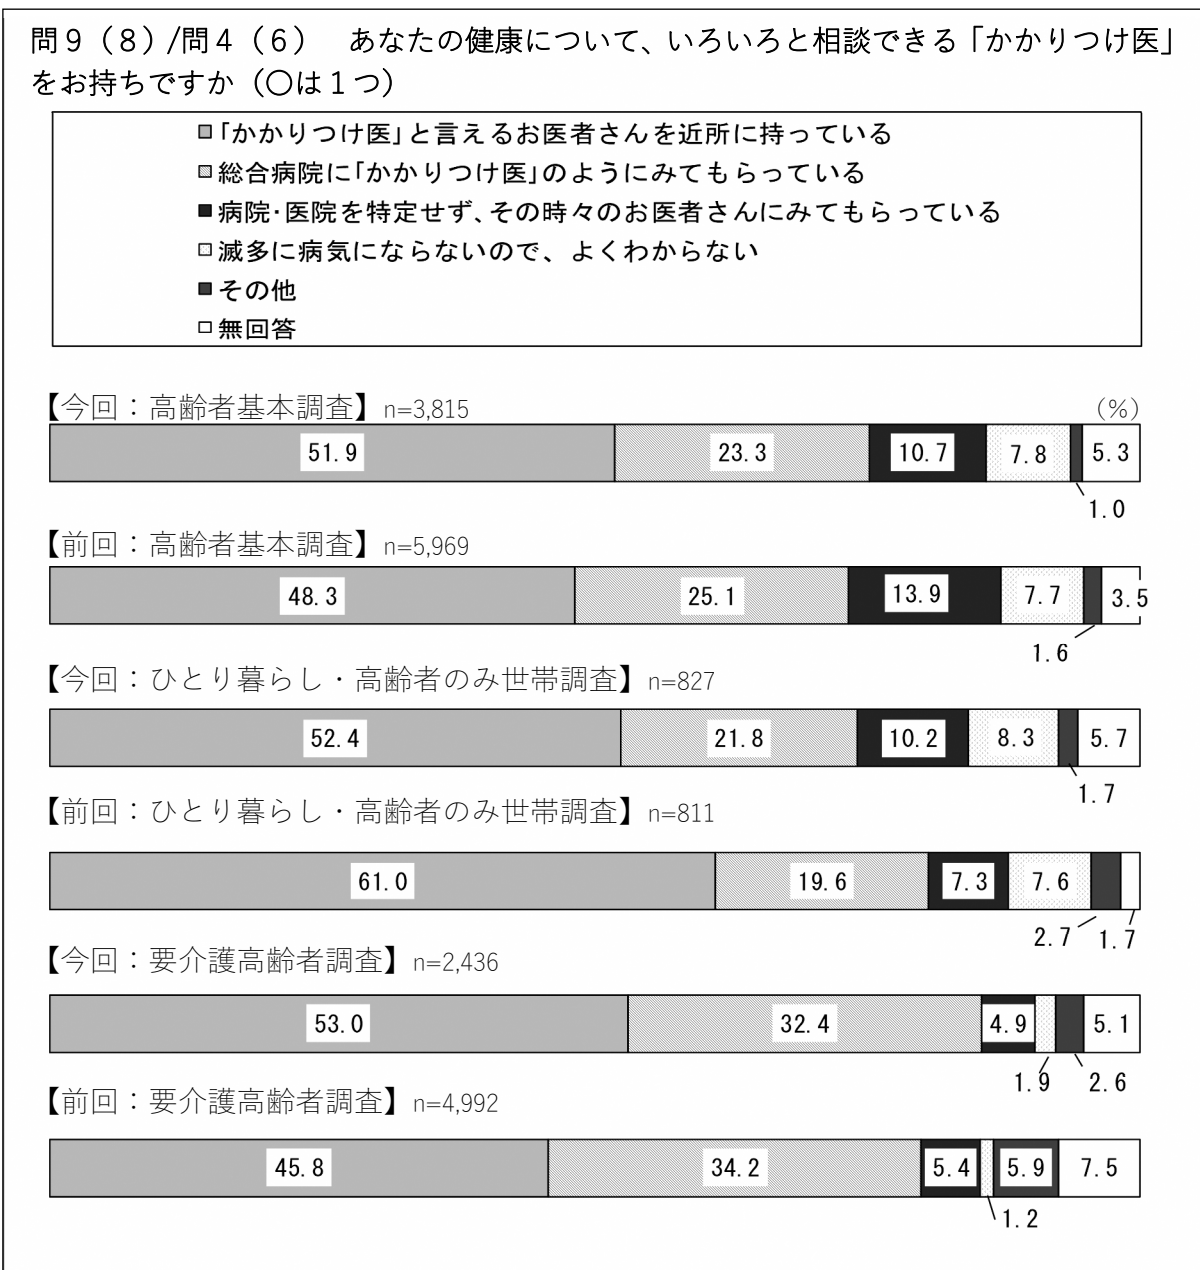 問９（８）/問４（６）　あなたの健康について、いろいろと相談できる「かかりつけ医」
をお持ちですか（〇は１つ）
「かかりつけ医」と言えるお医者さんを近所に持っている
総合病院に「かかりつけ医」のようにみてもらっている
病院・医院を特定せず、その時々のお医者さんにみてもらっている
滅多に病気にならないので、よくわからない
その他
無回答
【今回：高齢者基本調査】n=3,815 （%）
51.9 23.3 10.7 7.8 5.3
1.0
【前回：高齢者基本調査】n=5,969
48.3 25.1 13.9 7.7 3.5
1.6
【今回：ひとり暮らし・高齢者のみ世帯調査】n=827
52.4 21.8 10.2 8.3 5.7
1.7
【前回：ひとり暮らし・高齢者のみ世帯調査】n=811
61.0 19.6 7.3 7.6
2.7 1.7
【今回：要介護高齢者調査】n=2,436
53.0 32.4 4.9 5.1
1.9 2.6
【前回：要介護高齢者調査】n=4,992
45.8 34.2 5.4 5.9 7.5
1.2